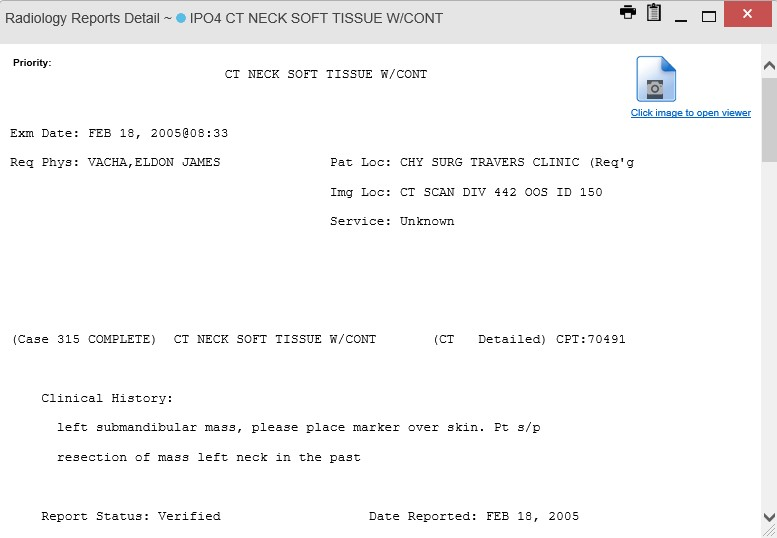 Radiology Reports Detail ~ IPO4 CT NECK SOFT TISSUE W/CONT
X
Priority:
CT NECK SOFT TISSUE W/CONT
Click image to open viewer
Exm Date: FEB 18, 2005@08:33
Req Phys: VACHA,ELDON JAMES Pat Loc: CHY SURG TRAVERS CLINIC (Req'g
Img Loc: CT SCAN DIV 442 OOS ID 150
Service: Unknown
(Case 315 COMPLETE) CT NECK SOFT TISSUE W/CONT (CT Detailed) CPT:70491
Clinical History:
left submandibular mass, please place marker over skin. Pt s/p
resection of mass left neck in the past
Report Status: Verified Date Reported: FEB 18, 2005